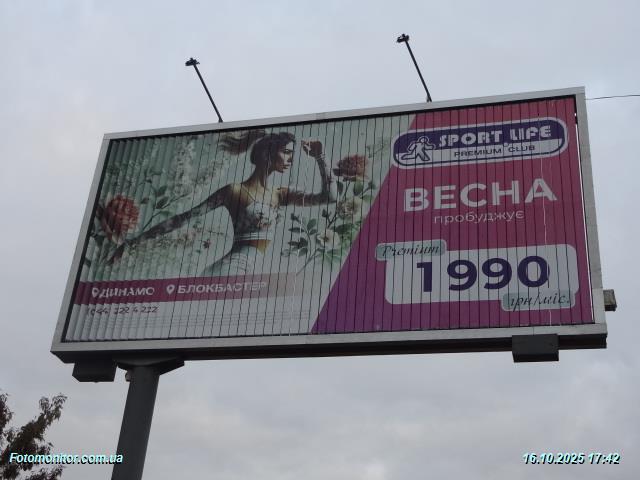 SPORT LIFE
PREMIUM CLUB
ВЕСНА
пробуджує
Premium
1990
грн/міс.
ДИНАМО БЛОКБАСТЕР
Fotomonitor.com.ua
16.10.2025 17:42